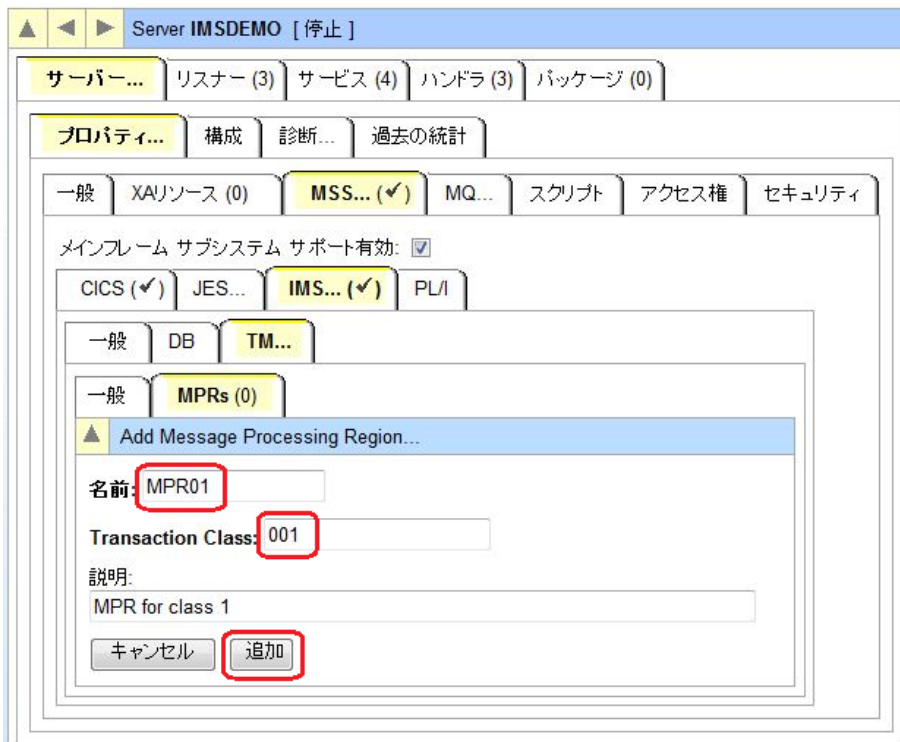 Server IMSDEMO [ 停止 ]
サーバー... リスナー (3) サービス (4) ハンドラ (3) パッケージ (0)
プロパティ... 構成 診断... 過去の統計
一般 XAリソース (0) MSS... (✔) MQ... スクリプト アクセス権 セキュリティ
メインフレーム サブシステム サポート有効:
CICS (✔) JES... IMS... (✔) PL/I
一般 DB TM...
一般 MPRs (0)
Add Message Processing Region...
名前: MPR01
Transaction Class: 001
説明:
MPR for class 1
キャンセル 追加